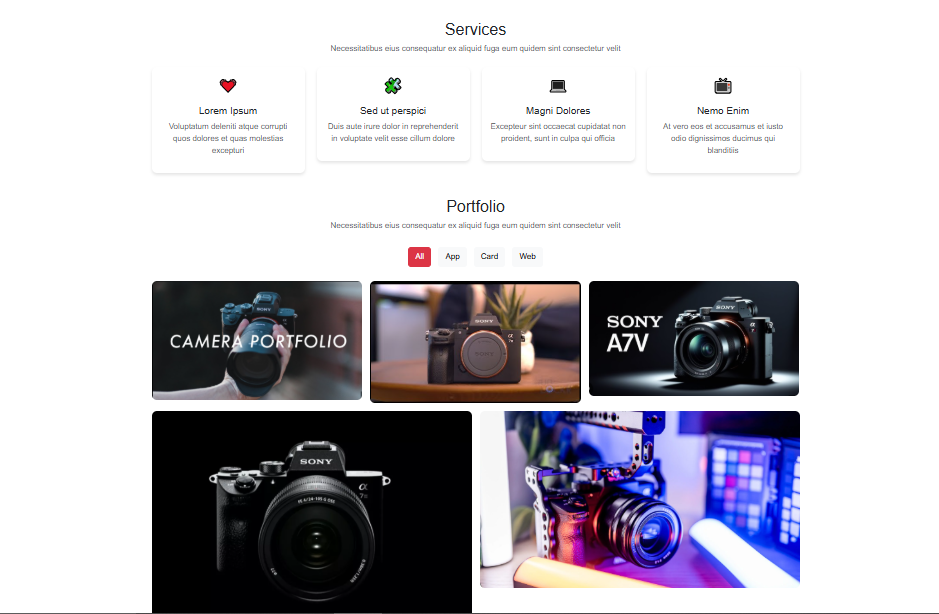 Services
Necessitatibus eius consequatur ex aliquid fuga eum quidem sint consectetur velit
Lorem Ipsum
Voluptatum deleniti atque corrupti
quos dolores et quas molestias
excepturi
Sed ut perspici
Duis aute irure dolor in reprehenderit
in voluptate velit esse cillum dolore
Magni Dolores
Excepteur sint occaecat cupidatat non
proident, sunt in culpa qui officia
Nemo Enim
At vero eos et accusamus et iusto
odio dignissimos ducimus qui
blanditiis
Portfolio
Necessitatibus eius consequatur ex aliquid fuga eum quidem sint consectetur velit
All
App
Card
Web
SONY
CAMERA PORTFOLIO
SONY
SONY
SONY
A7V
SONY
SONY
α